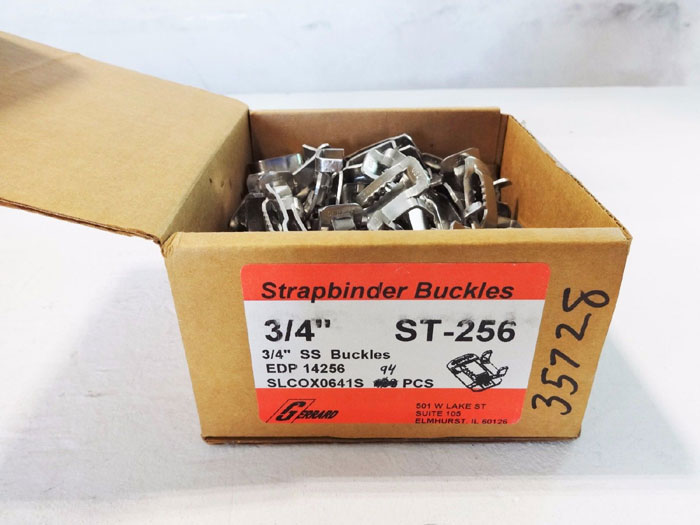 Strapbinder Buckles
3/4" ST-256
3/4" SS Buckles
EDP 14256 94
SLCOX0641S PCS
GERRARD
501 W LAKE ST
SUITE 105
ELMHURST, IL 60126
35728